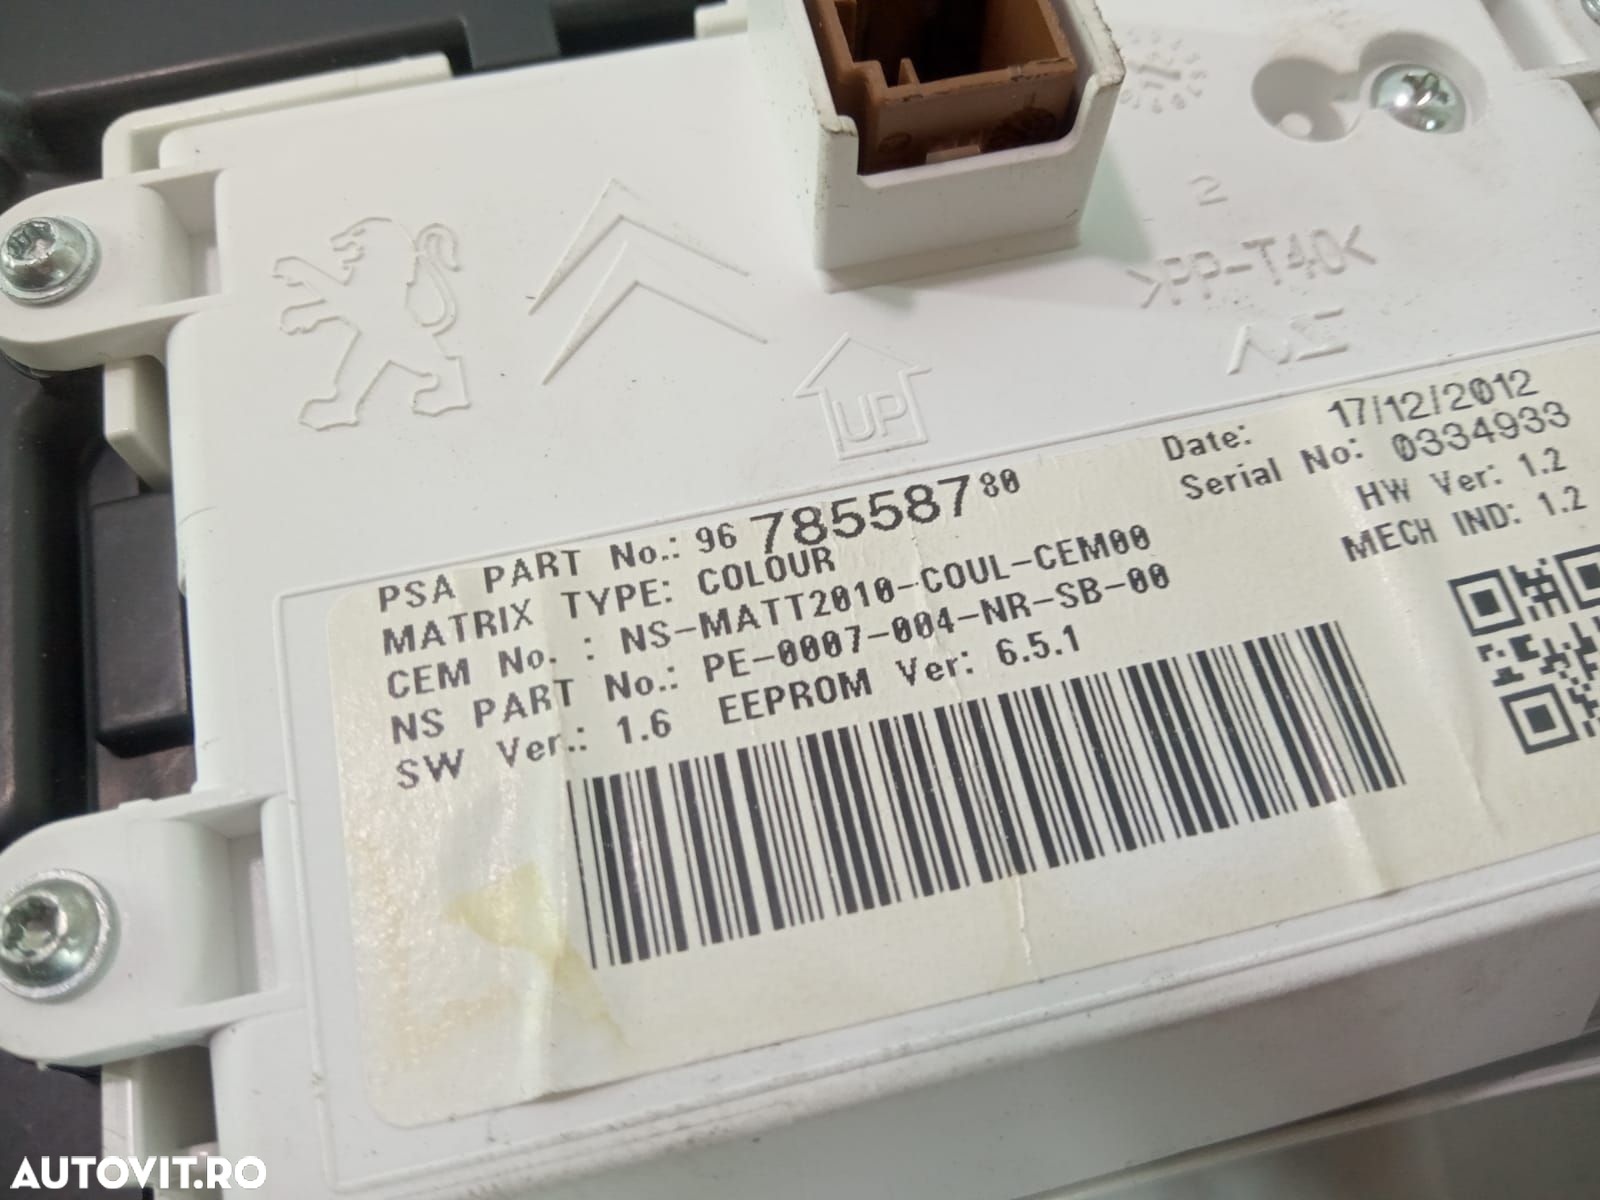 2
>PP-T40<
UP
Date: 17/12/2012
Serial No: 0334933
HW Ver: 1.2
MECH IND: 1.2
PSA PART No.: 96 7855877 80
MATRIX TYPE: COLOUR
CEM No. : NS-MATT2010-COUL-CEM00
NS PART No.: PE-0007-004-NR-SB-00
SW Ver.: 1.6 EEPROM Ver: 6.5.1
AUTOVIT.RO